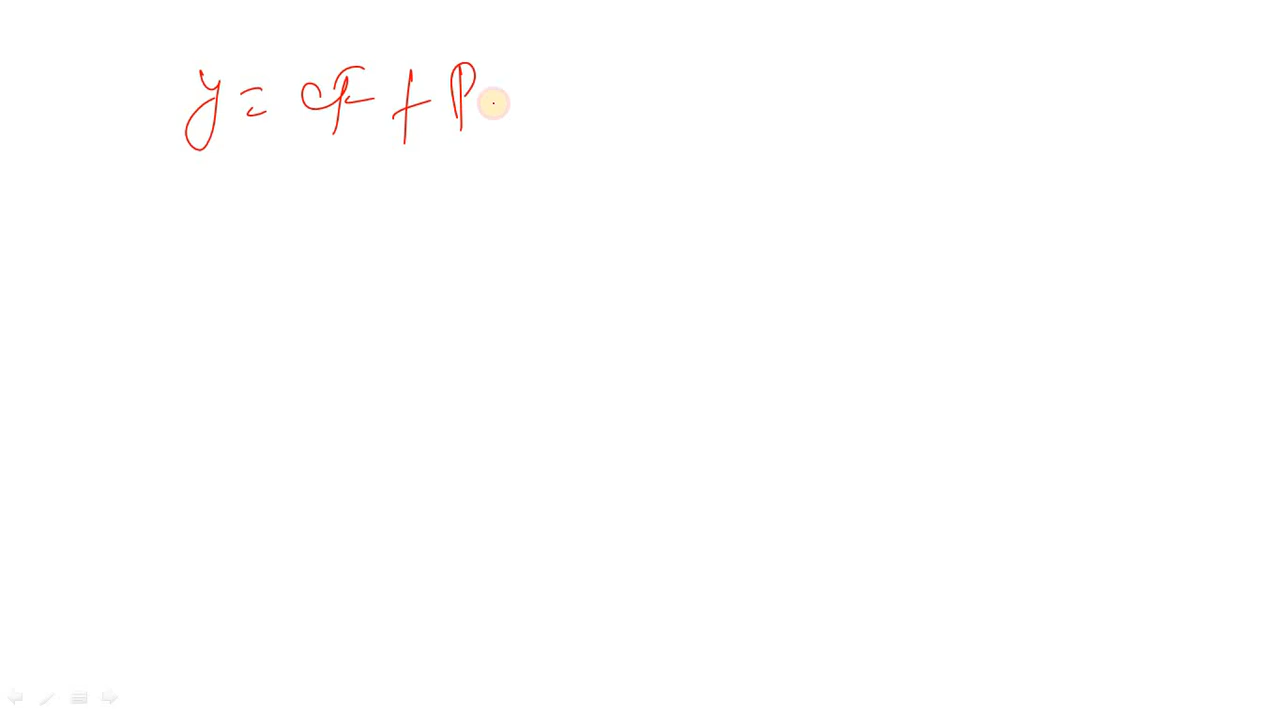 y = CF + P